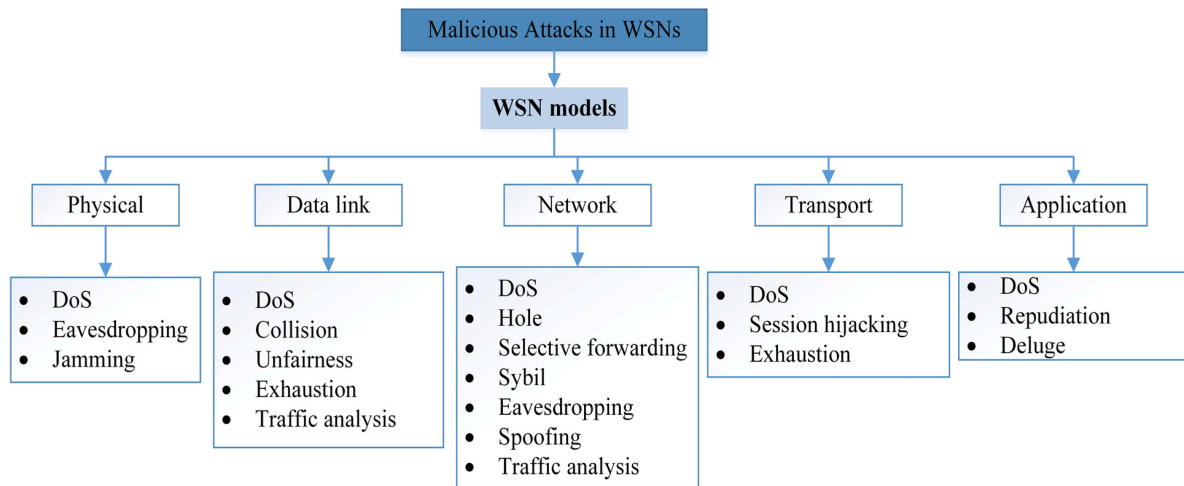 Malicious Attacks in WSNs
WSN models
Physical
Data link
Network
Transport
Application
• DoS
• Eavesdropping
• Jamming
• DoS
• Collision
• Unfairness
• Exhaustion
• Traffic analysis
• DoS
• Hole
• Selective forwarding
• Sybil
• Eavesdropping
• Spoofing
• Traffic analysis
• DoS
• Session hijacking
• Exhaustion
• DoS
• Repudiation
• Deluge